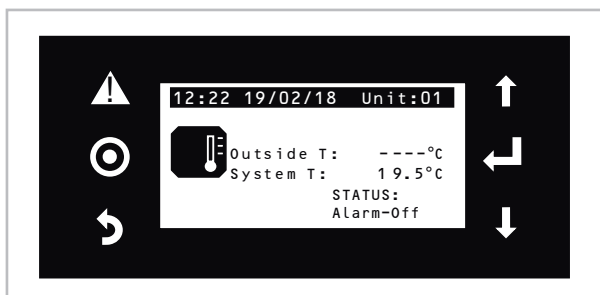 12:22 19/02/18 Unit:01
Outside T: ----°C
System T: 19.5°C
STATUS:
Alarm-Off